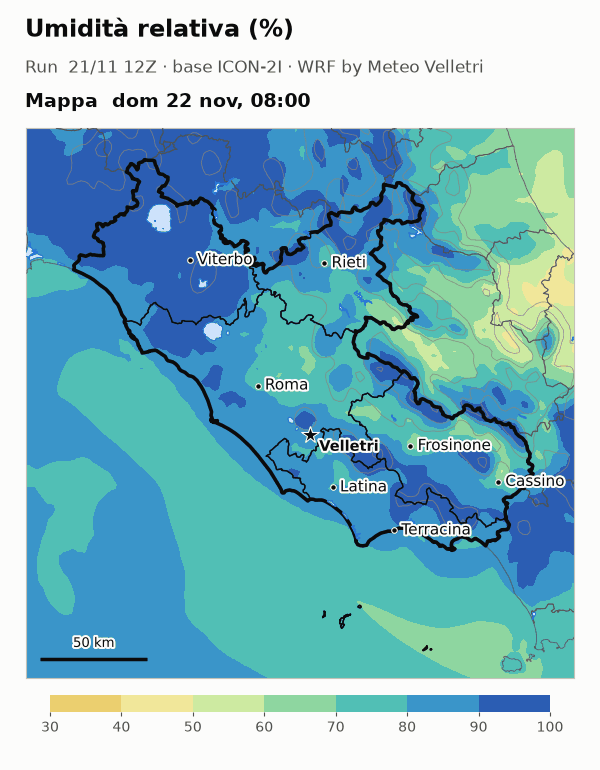 Umidità relativa (%)
Run  21/11 12Z · base ICON-2I · WRF by Meteo Velletri
Mappa  dom 22 nov, 08:00
Viterbo
Rieti
Roma
Velletri
Frosinone
Cassino
Latina
Terracina
50 km
30 40 50 60 70 80 90 100